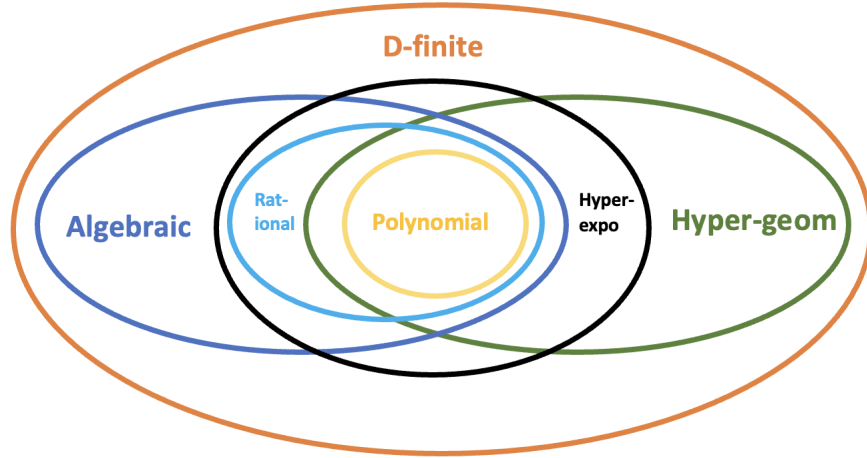 D-finite
Algebraic
Rat-
ional
Polynomial
Hyper-
expo
Hyper-geom